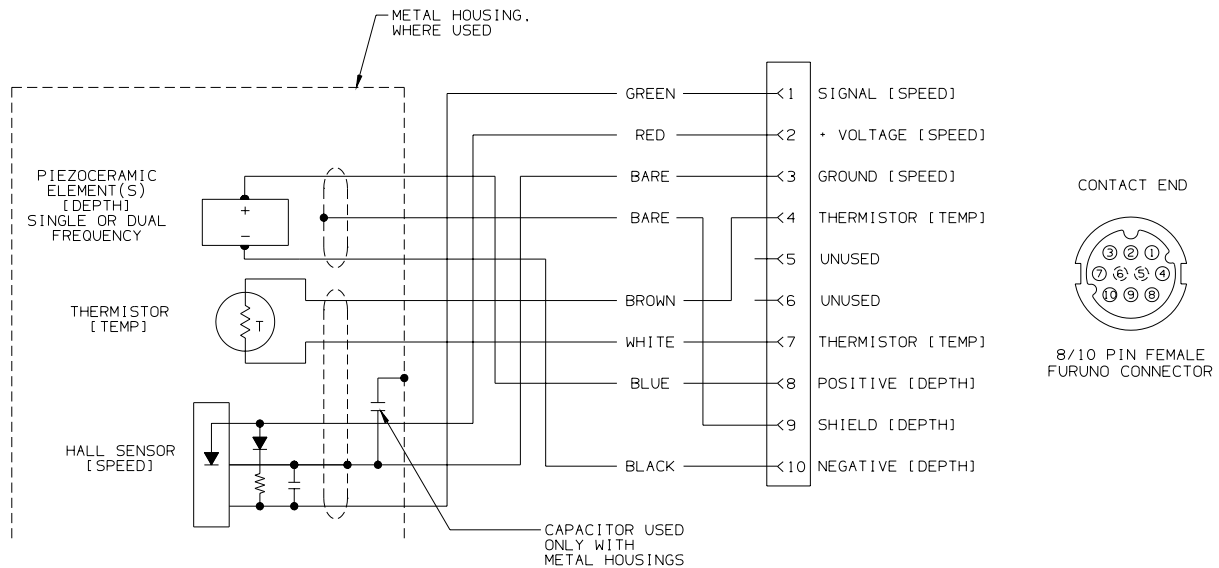 METAL HOUSING,
WHERE USED
PIEZOCERAMIC
ELEMENT(S)
[DEPTH]
SINGLE OR DUAL
FREQUENCY
+
−
THERMISTOR
[TEMP]
T
HALL SENSOR
[SPEED]
CAPACITOR USED
ONLY WITH
METAL HOUSINGS
GREEN 1 SIGNAL [SPEED]
RED 2 + VOLTAGE [SPEED]
BARE 3 GROUND [SPEED]
BARE 4 THERMISTOR [TEMP]
5 UNUSED
BROWN 6 UNUSED
WHITE 7 THERMISTOR [TEMP]
BLUE 8 POSITIVE [DEPTH]
9 SHIELD [DEPTH]
BLACK 10 NEGATIVE [DEPTH]
CONTACT END
3 2 1
7 6 5 4
10 9 8
8/10 PIN FEMALE
FURUNO CONNECTOR